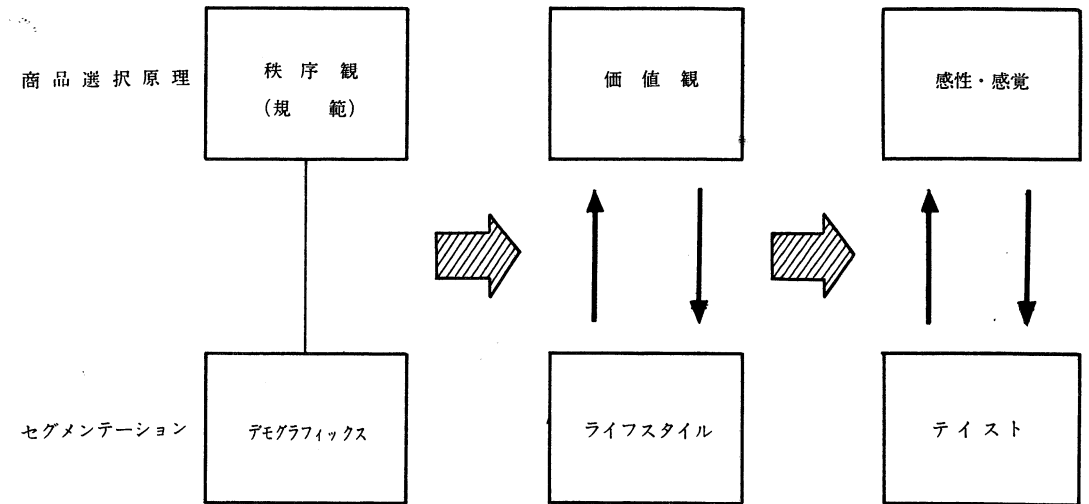 商品選択原理
秩序観
(規範)
価値観
感性・感覚
セグメンテーション
デモグラフィックス
ライフスタイル
テイスト